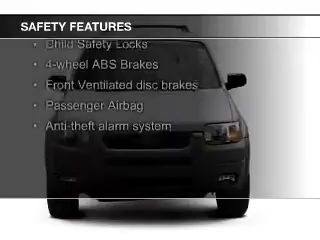 SAFETY FEATURES
• Child Safety Locks
• 4-wheel ABS Brakes
• Front Ventilated disc brakes
• Passenger Airbag
• Anti-theft alarm system